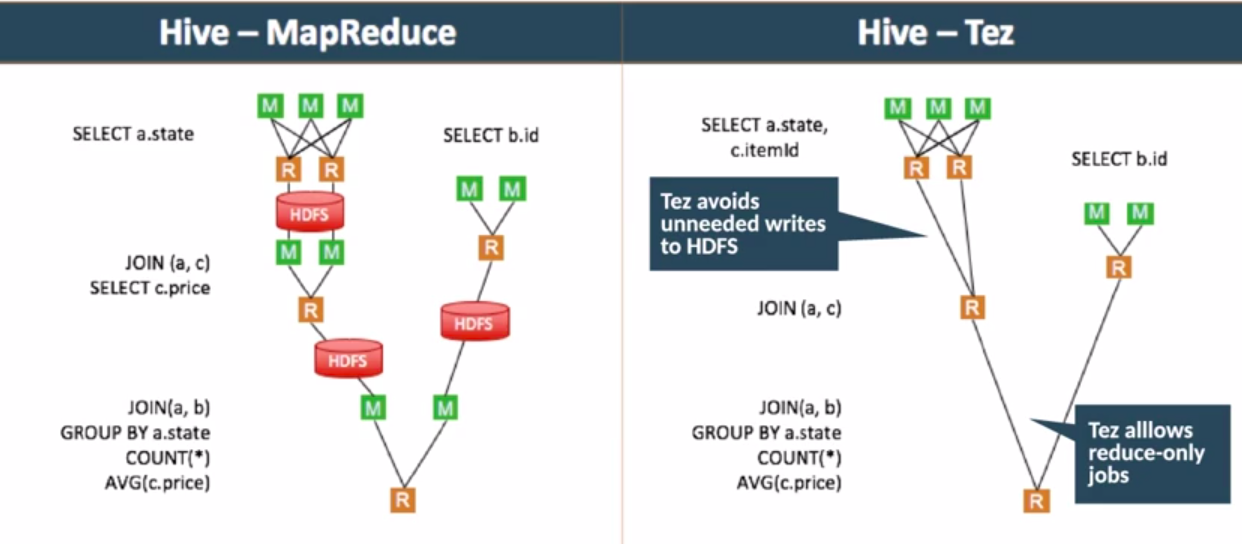 Hive – MapReduce
M M M
SELECT a.state
SELECT b.id
R R
HDFS
M M
M M
JOIN (a, c)
SELECT c.price
R
R
HDFS
HDFS
JOIN(a, b)
GROUP BY a.state
COUNT(*)
AVG(c.price)
M M
R
Hive – Tez
M M M
SELECT a.state,
c.itemId
SELECT b.id
R R
Tez avoids
unneeded writes
to HDFS
M M
R
JOIN (a, c)
R
JOIN(a, b)
GROUP BY a.state
COUNT(*)
AVG(c.price)
Tez alllows
reduce-only
jobs
R